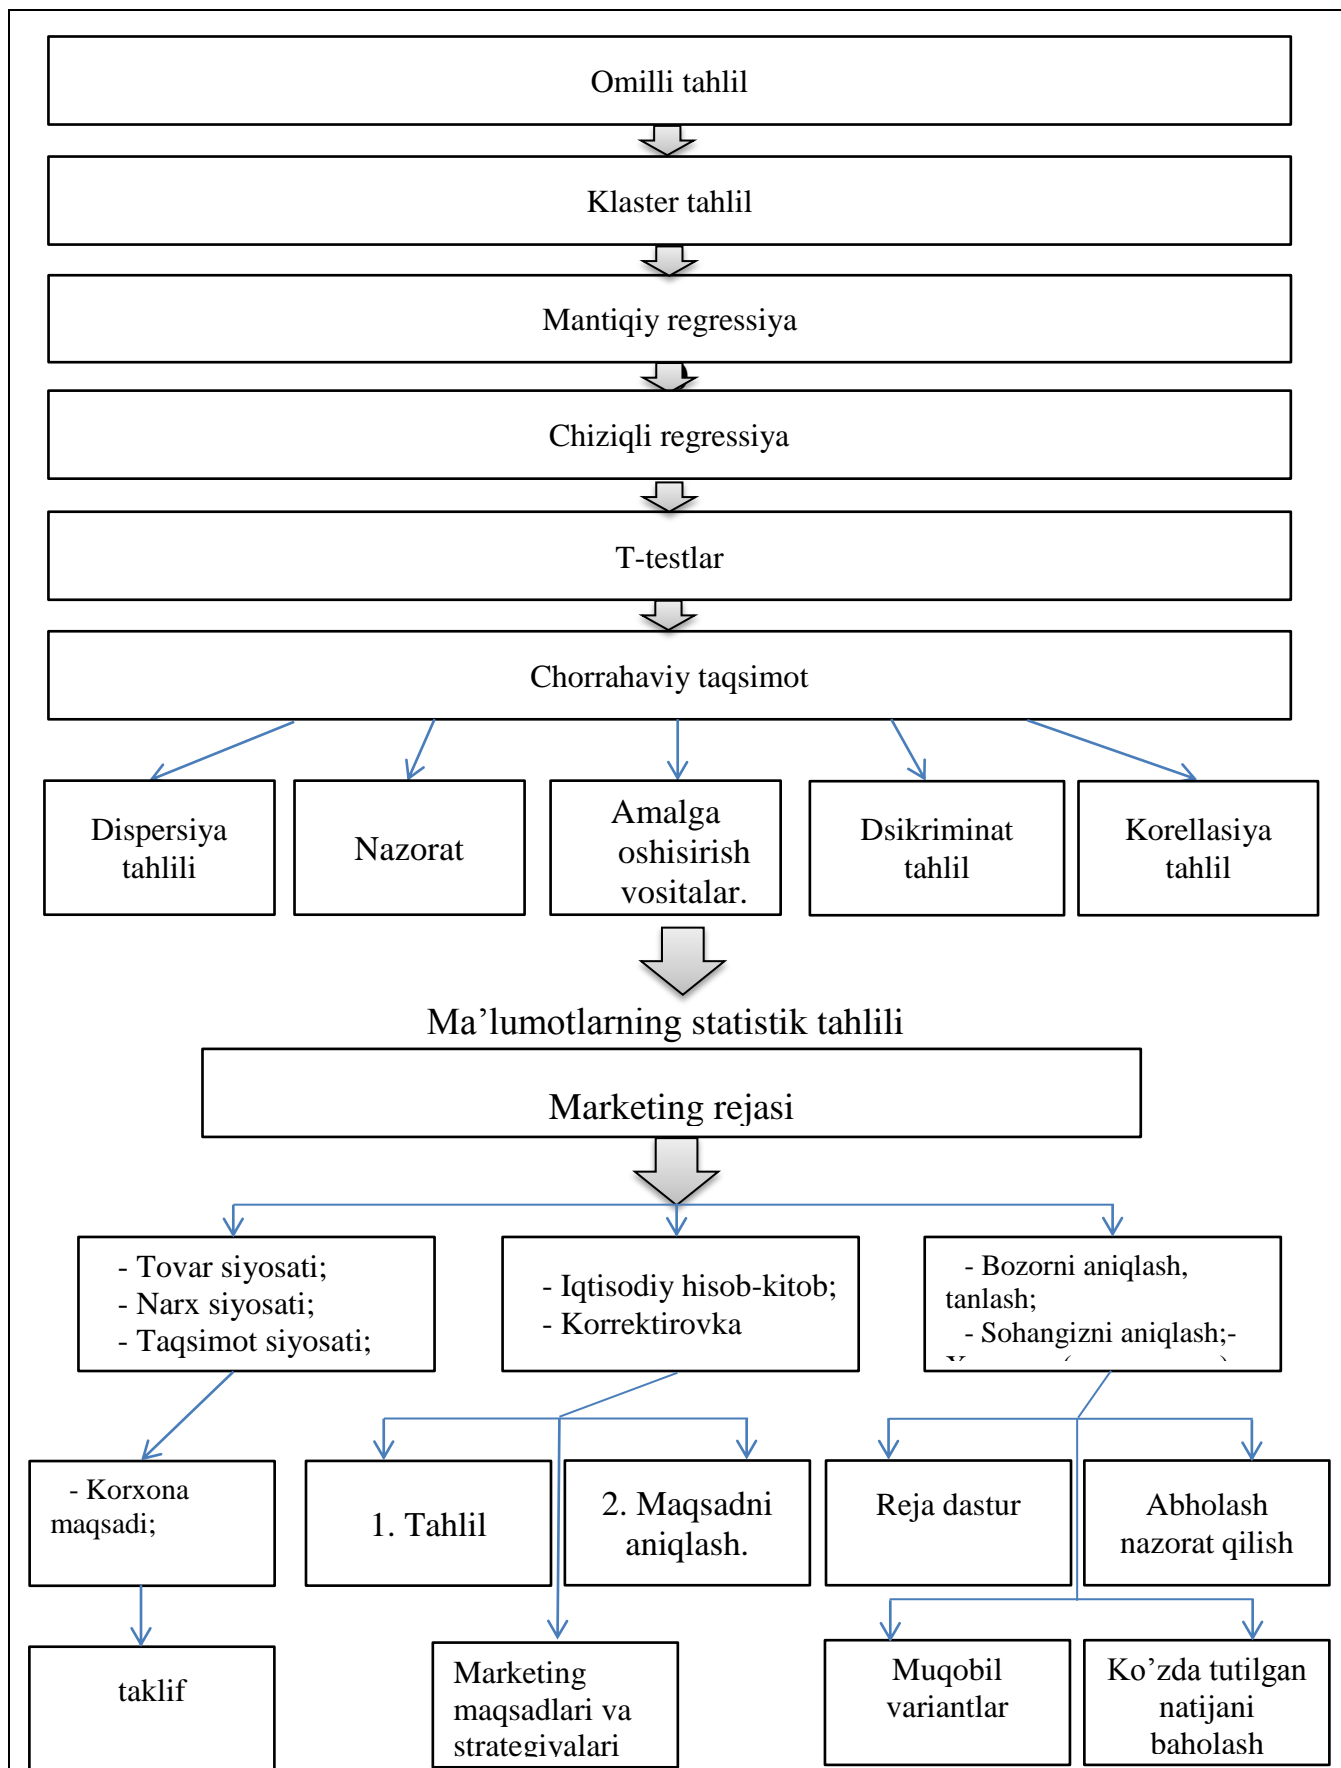 Omilli tahlil
Klaster tahlil
Mantiqiy regressiya
Chiziqli regressiya
T-testlar
Chorrahaviy taqsimot
Dispersiya
tahlili
Nazorat
Amalga
oshisirish
vositalar.
Dsikriminat
tahlil
Korellasiya
tahlil
Ma’lumotlarning statistik tahlili
Marketing rejasi
- Tovar siyosati;
- Narx siyosati;
- Taqsimot siyosati;
- Iqtisodiy hisob-kitob;
- Korrektirovka
- Bozorni aniqlash,
tanlash;
- Sohangizni aniqlash;-
- Korxona
maqsadi;
1. Tahlil
2. Maqsadni
aniqlash.
Reja dastur
Abholash
nazorat qilish
taklif
Marketing
maqsadlari va
strategiyalari
Muqobil
variantlar
Ko’zda tutilgan
natijani
baholash